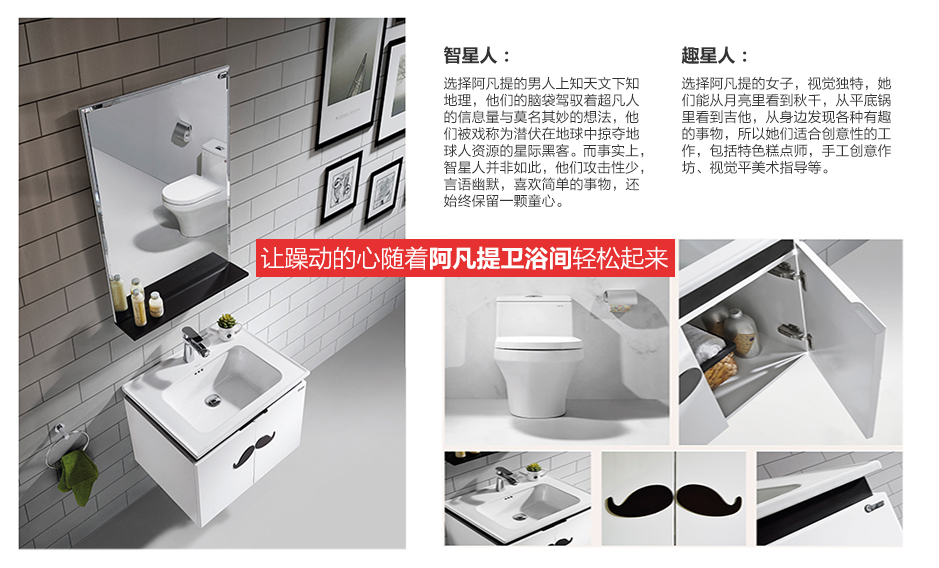 智星人：
选择阿凡提的男人上知天文下知
地理，他们的脑袋驾驭着超凡人
的信息量与莫名其妙的想法，他
们被戏称为潜伏在地球中掠夺地
球人资源的星际黑客。而事实上，
智星人并非如此，他们攻击性少，
言语幽默，喜欢简单的事物，还
始终保留一颗童心。
趣星人：
选择阿凡提的女子，视觉独特，她
们能从月亮里看到秋千，从平底锅
里看到吉他，从身边发现各种有趣
的事物，所以她们适合创意性的工
作，包括特色糕点师，手工创意作
坊、视觉平美术指导等。
让躁动的心随着阿凡提卫浴间轻松起来